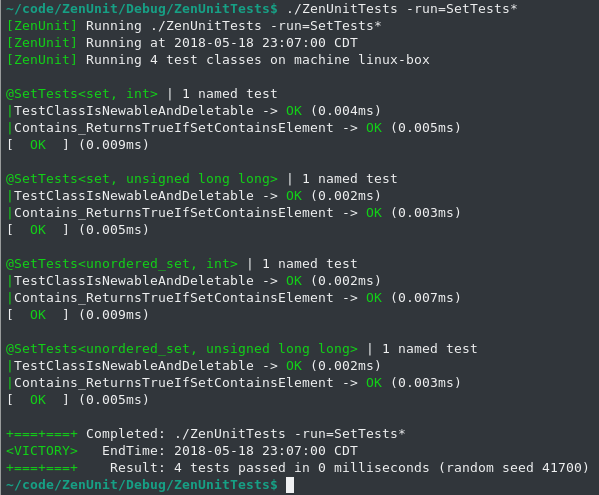 ~/code/ZenUnit/Debug/ZenUnitTests$ ./ZenUnitTests -run=SetTests*
[ZenUnit] Running ./ZenUnitTests -run=SetTests*
[ZenUnit] Running at 2018-05-18 23:07:00 CDT
[ZenUnit] Running 4 test classes on machine linux-box
@SetTests<set, int> | 1 named test
|TestClassIsNewableAndDeletable -> OK (0.004ms)
|Contains_ReturnsTrueIfSetContainsElement -> OK (0.005ms)
[  OK  ] (0.009ms)
@SetTests<set, unsigned long long> | 1 named test
|TestClassIsNewableAndDeletable -> OK (0.002ms)
|Contains_ReturnsTrueIfSetContainsElement -> OK (0.003ms)
[  OK  ] (0.005ms)
@SetTests<unordered_set, int> | 1 named test
|TestClassIsNewableAndDeletable -> OK (0.002ms)
|Contains_ReturnsTrueIfSetContainsElement -> OK (0.007ms)
[  OK  ] (0.009ms)
@SetTests<unordered_set, unsigned long long> | 1 named test
|TestClassIsNewableAndDeletable -> OK (0.002ms)
|Contains_ReturnsTrueIfSetContainsElement -> OK (0.003ms)
[  OK  ] (0.005ms)
+===+===+ Completed: ./ZenUnitTests -run=SetTests*
<VICTORY>   EndTime: 2018-05-18 23:07:00 CDT
+===+===+    Result: 4 tests passed in 0 milliseconds (random seed 41700)
~/code/ZenUnit/Debug/ZenUnitTests$